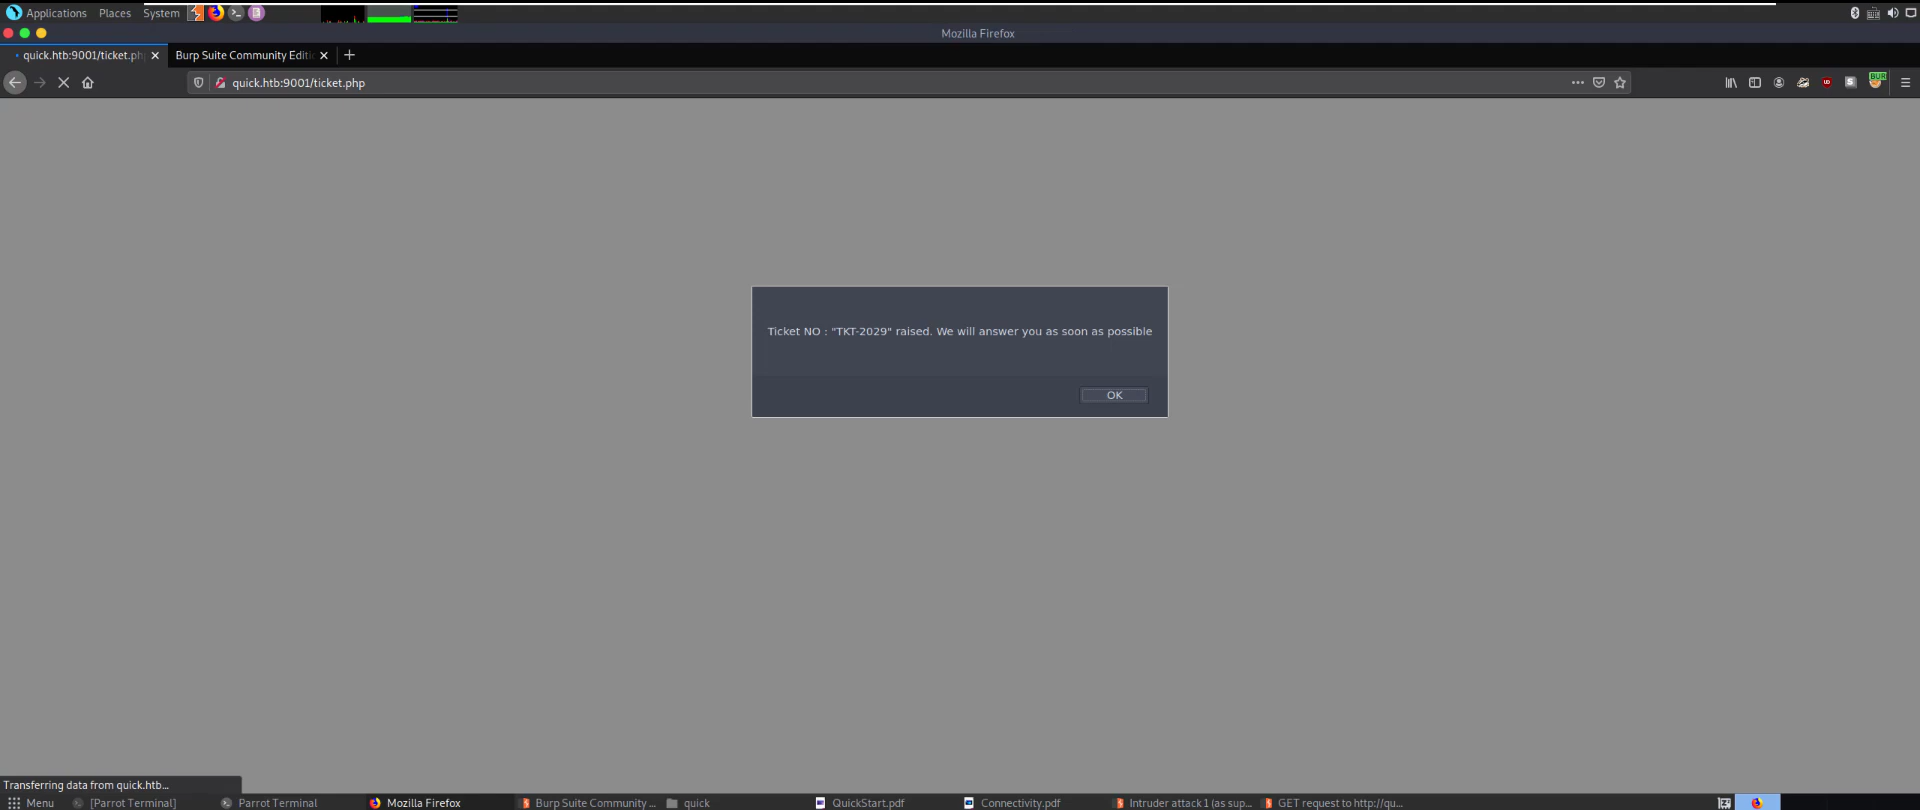 Applications Places System
Mozilla Firefox
quick.htb:9001/ticket.ph
Burp Suite Community Editi
quick.htb:9001/ticket.php
BUR
Ticket NO : "TKT-2029" raised. We will answer you as soon as possible
OK
Transferring data from quick.htb...
Menu [Parrot Terminal] Parrot Terminal Mozilla Firefox Burp Suite Community ... quick QuickStart.pdf Connectivity.pdf Intruder attack 1 (as sup... GET request to http://qu...